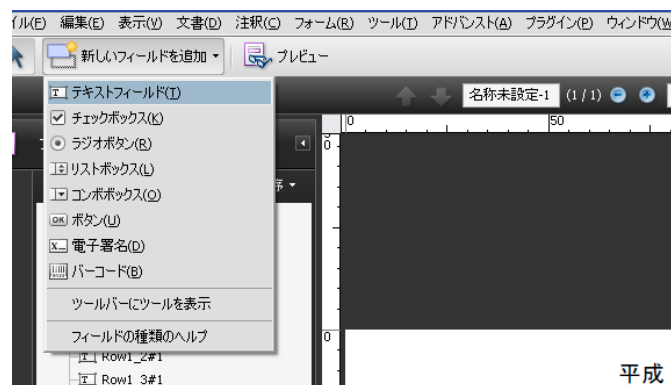 イル(F) 編集(E) 表示(V) 文書(D) 注釈(C) フォーム(R) ツール(T) アドバンスト(A) プラグイン(P) ウィンドウ(W
新しいフィールドを追加 プレビュー
テキストフィールド(T)
名称未設定-1 (1 / 1)
チェックボックス(K)
0 50
ラジオボタン(R)
0
リストボックス(L)
序
コンボボックス(O)
OK ボタン(U)
電子署名(D)
バーコード(B)
ツールバーにツールを表示
フィールドの種類のヘルプ
0
Row1_2#1
平成
Row1_3#1